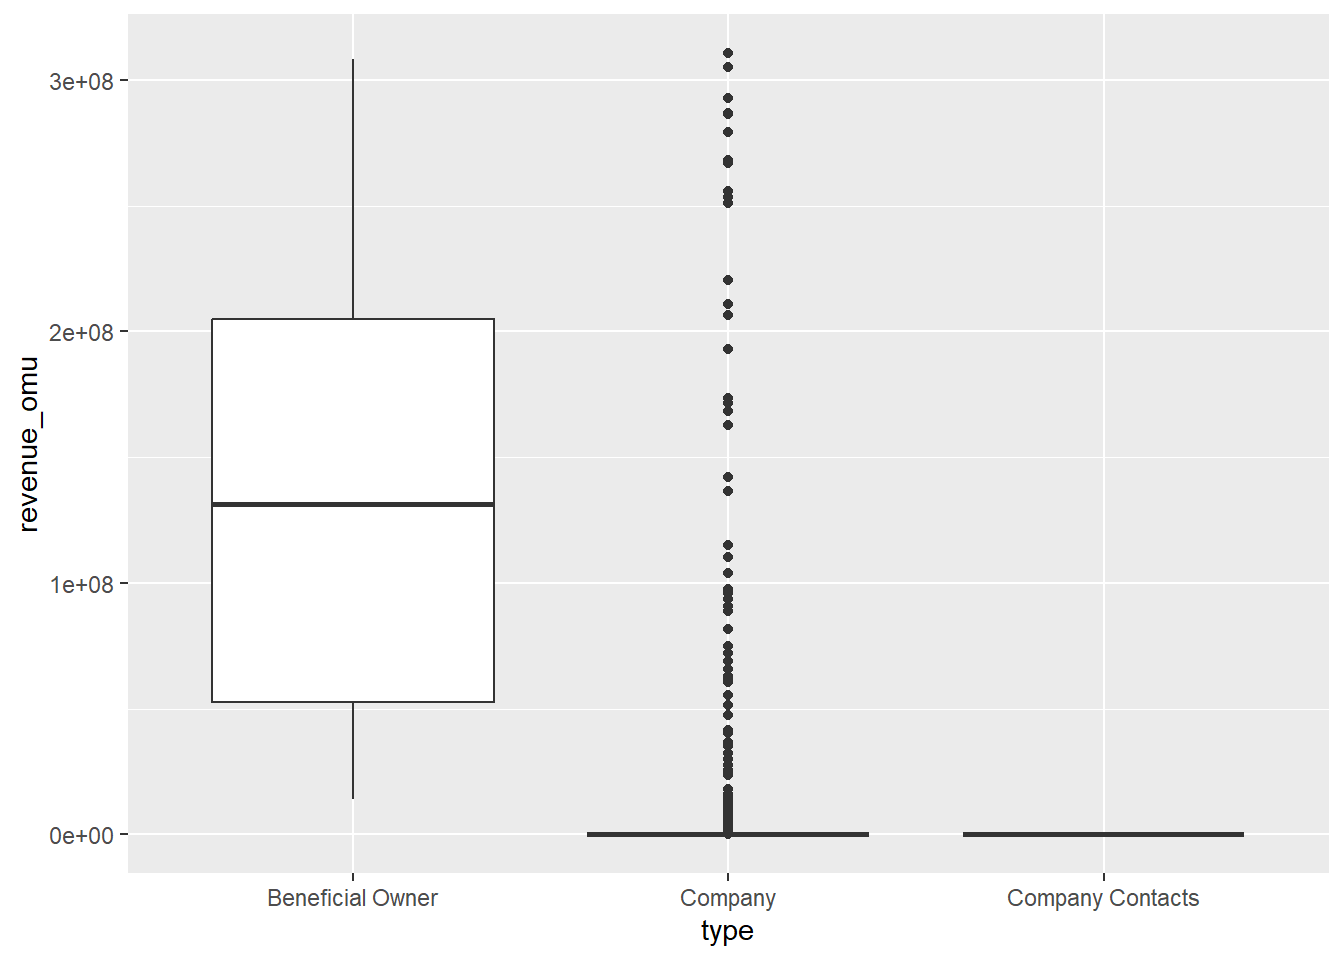 3e+08
2e+08
1e+08
0e+00
revenue_omu
Beneficial Owner
Company
Company Contacts
type